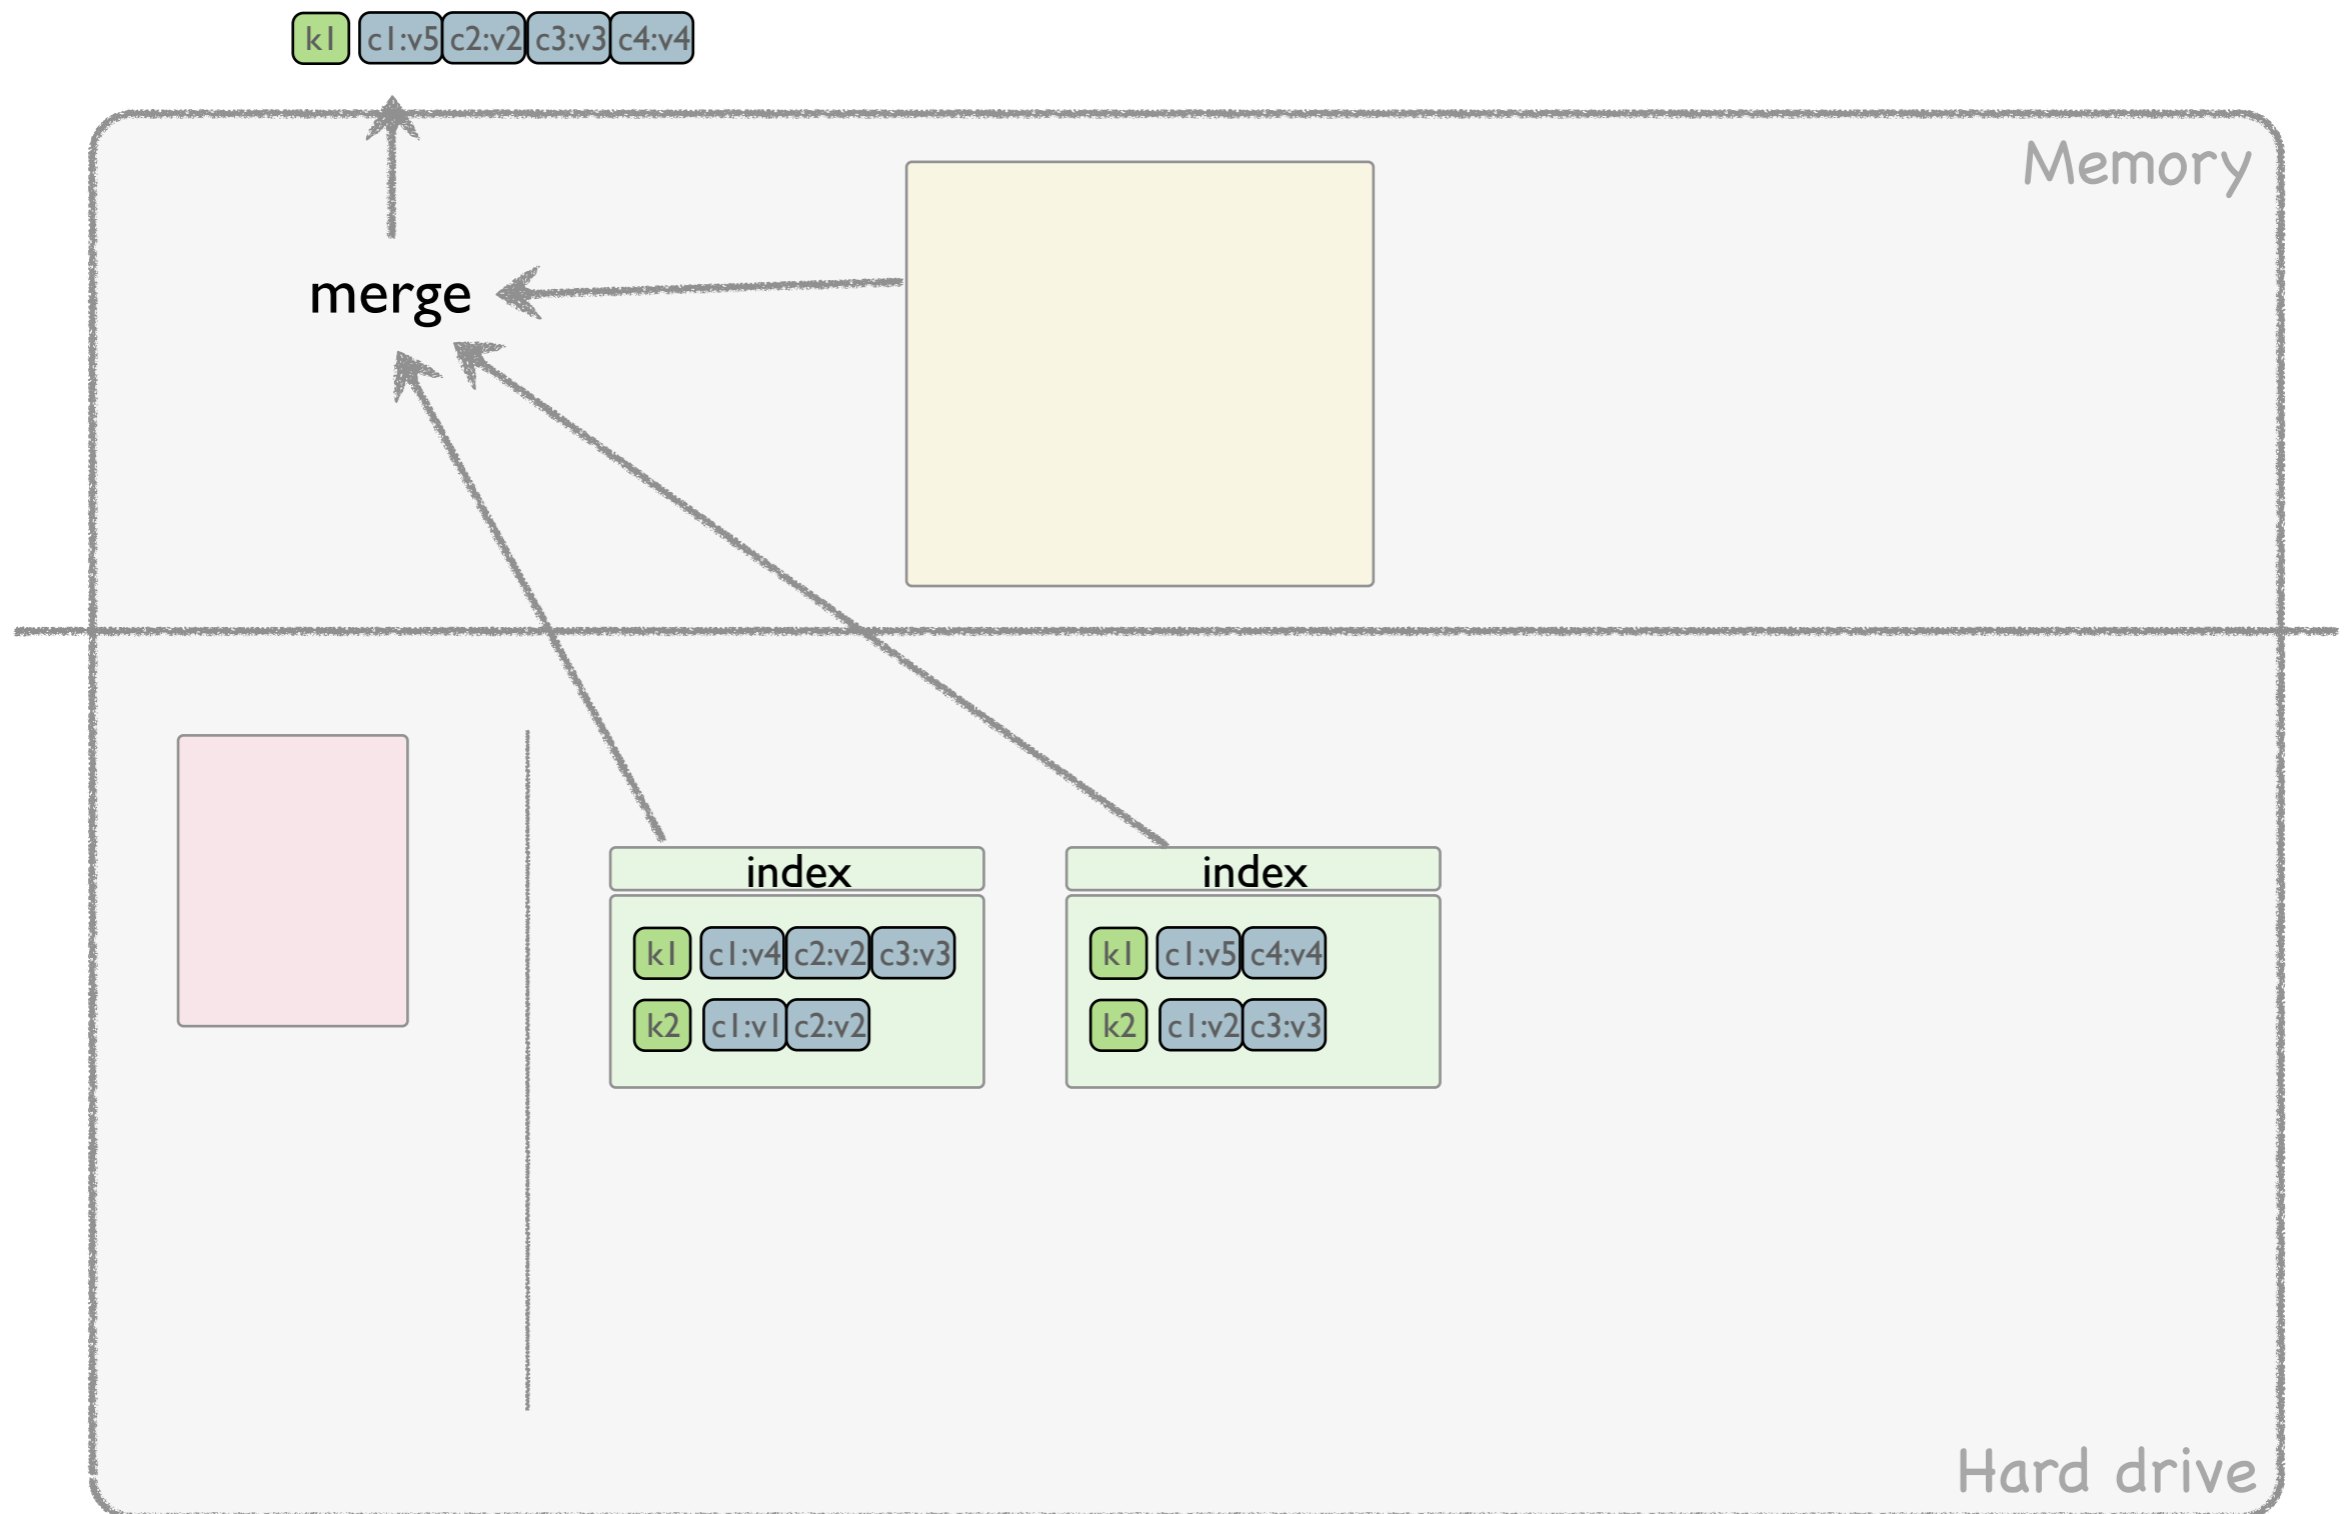 k1 c1:v5 c2:v2 c3:v3 c4:v4
Memory
merge
index
k1 c1:v4 c2:v2 c3:v3
k2 c1:v1 c2:v2
index
k1 c1:v5 c4:v4
k2 c1:v2 c3:v3
Hard drive